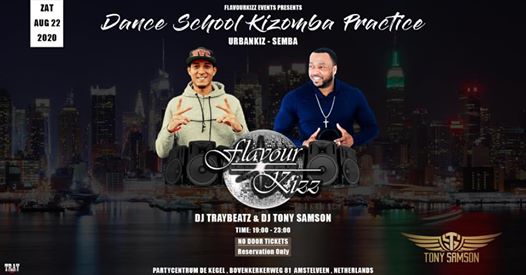 ZAT
AUG 22
2020
FLAVOURKIZZ EVENTS PRESENTS
Dance School Kizomba Practice
URBANKIZ - SEMBA
Flavour
Kizz
DJ TRAYBEATZ & DJ TONY SAMSON
TIME: 19:00 - 23:00
NO DOOR TICKETS
Reservation Only
TONY SAMSON
PARTYCENTRUM DE KEGEL , BOVENKERKERWEG 81 AMSTELVEEN , NETHERLANDS